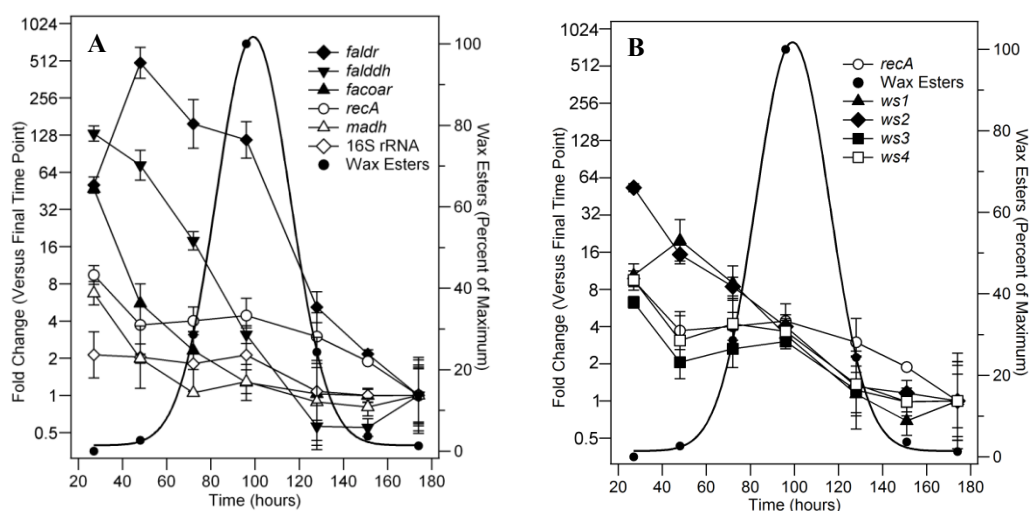 A
Fold Change (Versus Final Time Point)
1024
512
256
128
64
32
16
8
4
2
1
0.5
faldr
falddh
facoar
recA
madh
16S rRNA
Wax Esters
100
80
60
40
20
0
Wax Esters (Percent of Maximum)
20 40 60 80 100 120 140 160 180
Time (hours)
B
Fold Change (Versus Final Time Point)
1024
512
256
128
64
32
16
8
4
2
1
0.5
recA
Wax Esters
ws1
ws2
ws3
ws4
100
80
60
40
20
0
Wax Esters (Percent of Maximum)
20 40 60 80 100 120 140 160 180
Time (hours)